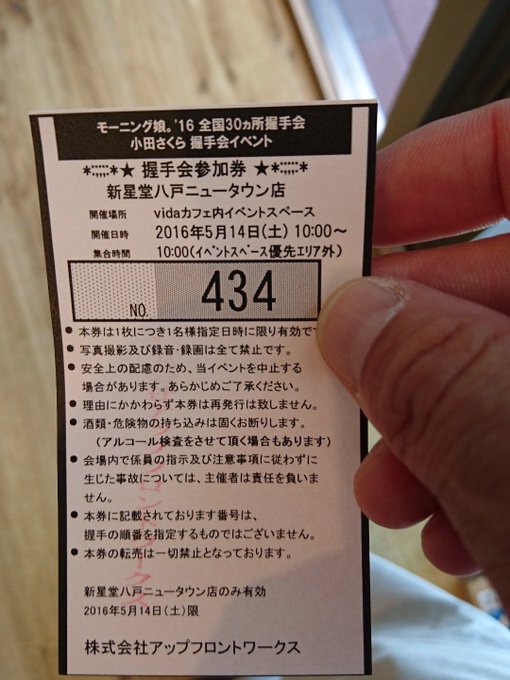 モーニング娘。'16 全国30ヵ所握手会
小田さくら 握手会イベント
*:::::*★ 握手会参加券 ★*:::::*
新星堂八戸ニュータウン店
開催場所 vidaカフェ内イベントスペース
開催日時 2016年5月14日(土) 10:00～
集合時間 10:00(イベントスペース優先エリア外)
NO. 434
●本券は1枚につき1名様指定日時に限り有効で
●写真撮影及び録音・録画は全て禁止です。
●安全上の配慮のため、当イベントを中止する
場合があります。あらかじめご了承ください。
●理由にかかわらず本券は再発行は致しません。
●酒類・危険物の持ち込みは固くお断りします。
(アルコール検査をさせて頂く場合もあります)
●会場内で係員の指示及び注意事項に従わずに
生じた事故については、主催者は責任を負いま
せん。
●本券に記載されております番号は、
握手の順番を指定するものではございません。
●本券の転売は一切禁止となっております。
新星堂八戸ニュータウン店のみ有効
2016年5月14日(土)限
株式会社アップフロントワークス